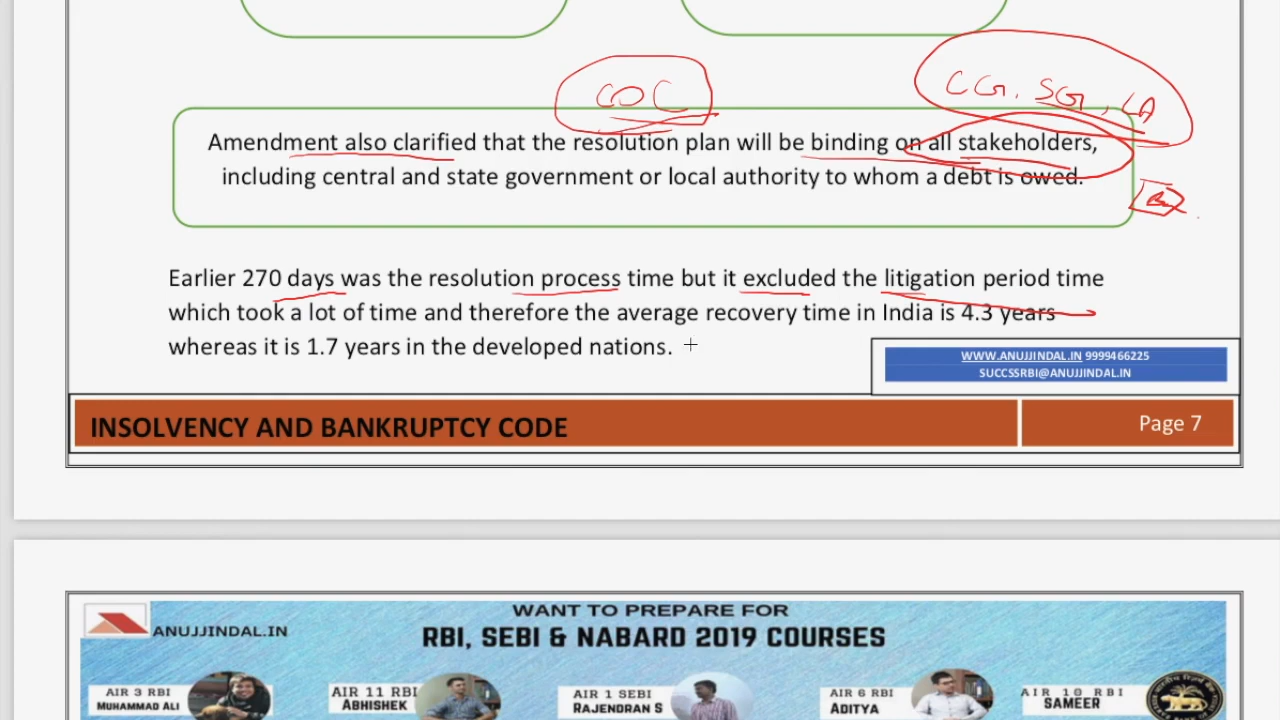 COC
CG, SG, LA
Amendment also clarified that the resolution plan will be binding on all stakeholders,
including central and state government or local authority to whom a debt is owed.
Earlier 270 days was the resolution process time but it excluded the litigation period time
which took a lot of time and therefore the average recovery time in India is 4.3 years
whereas it is 1.7 years in the developed nations.
WWW.ANUJJINDAL.IN 9999466225
SUCCSSRBI@ANUJJINDAL.IN
INSOLVENCY AND BANKRUPTCY CODE
Page 7
WANT TO PREPARE FOR
ANUJJINDAL.IN
RBI, SEBI & NABARD 2019 COURSES
AIR 3 RBI
MUHAMMAD ALI
AIR 11 RBI
ABHISHEK
AIR 1 SEBI
RAJENDRAN S
AIR 6 RBI
ADITYA
AIR 10 RBI
SAMEER